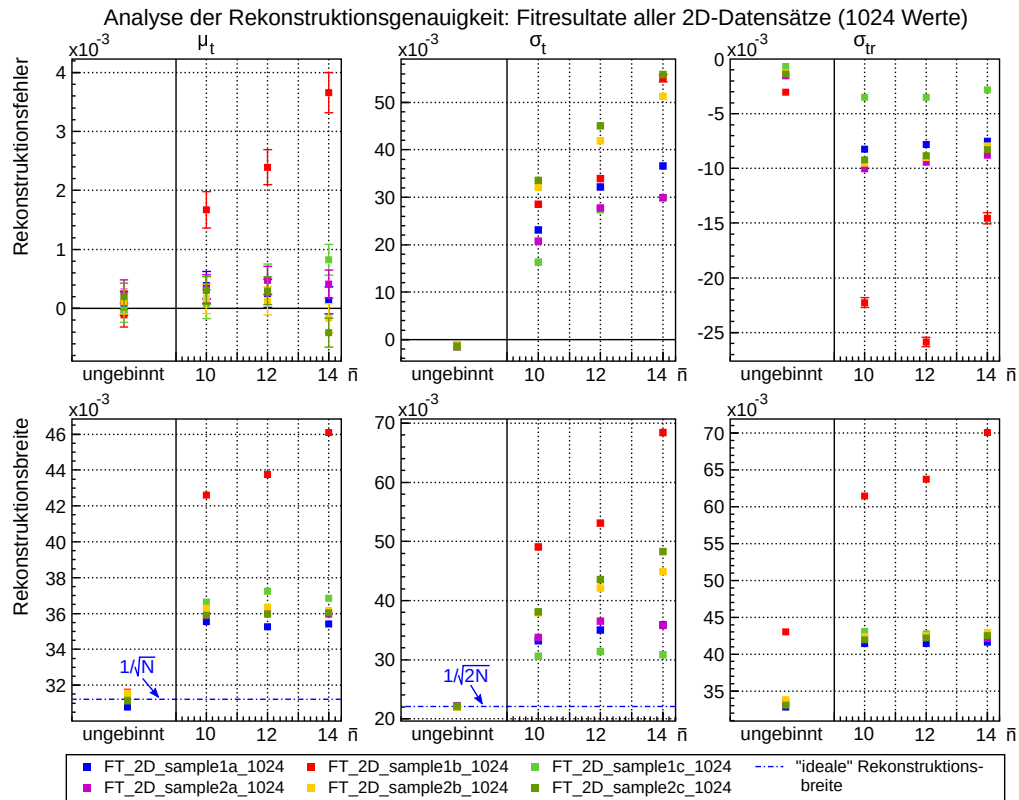 Analyse der Rekonstruktionsgenauigkeit: Fitresultate aller 2D-Datensätze (1024 Werte)
x10⁻³ μ_t x10⁻³ σ_t x10⁻³ σ_tr
Rekonstruktionsfehler
4
3
2
1
0
50
40
30
20
10
0
0
-5
-10
-15
-20
-25
ungebinnt 10 12 14 n̄
ungebinnt 10 12 14 n̄
ungebinnt 10 12 14 n̄
x10⁻³ x10⁻³ x10⁻³
Rekonstruktionsbreite
46
44
42
40
38
36
34
32
1/√N
70
60
50
40
30
20
1/√2N
70
65
60
55
50
45
40
35
ungebinnt 10 12 14 n̄
ungebinnt 10 12 14 n̄
ungebinnt 10 12 14 n̄
FT_2D_sample1a_1024 FT_2D_sample1b_1024 FT_2D_sample1c_1024 "ideale" Rekonstruktions-
FT_2D_sample2a_1024 FT_2D_sample2b_1024 FT_2D_sample2c_1024 breite